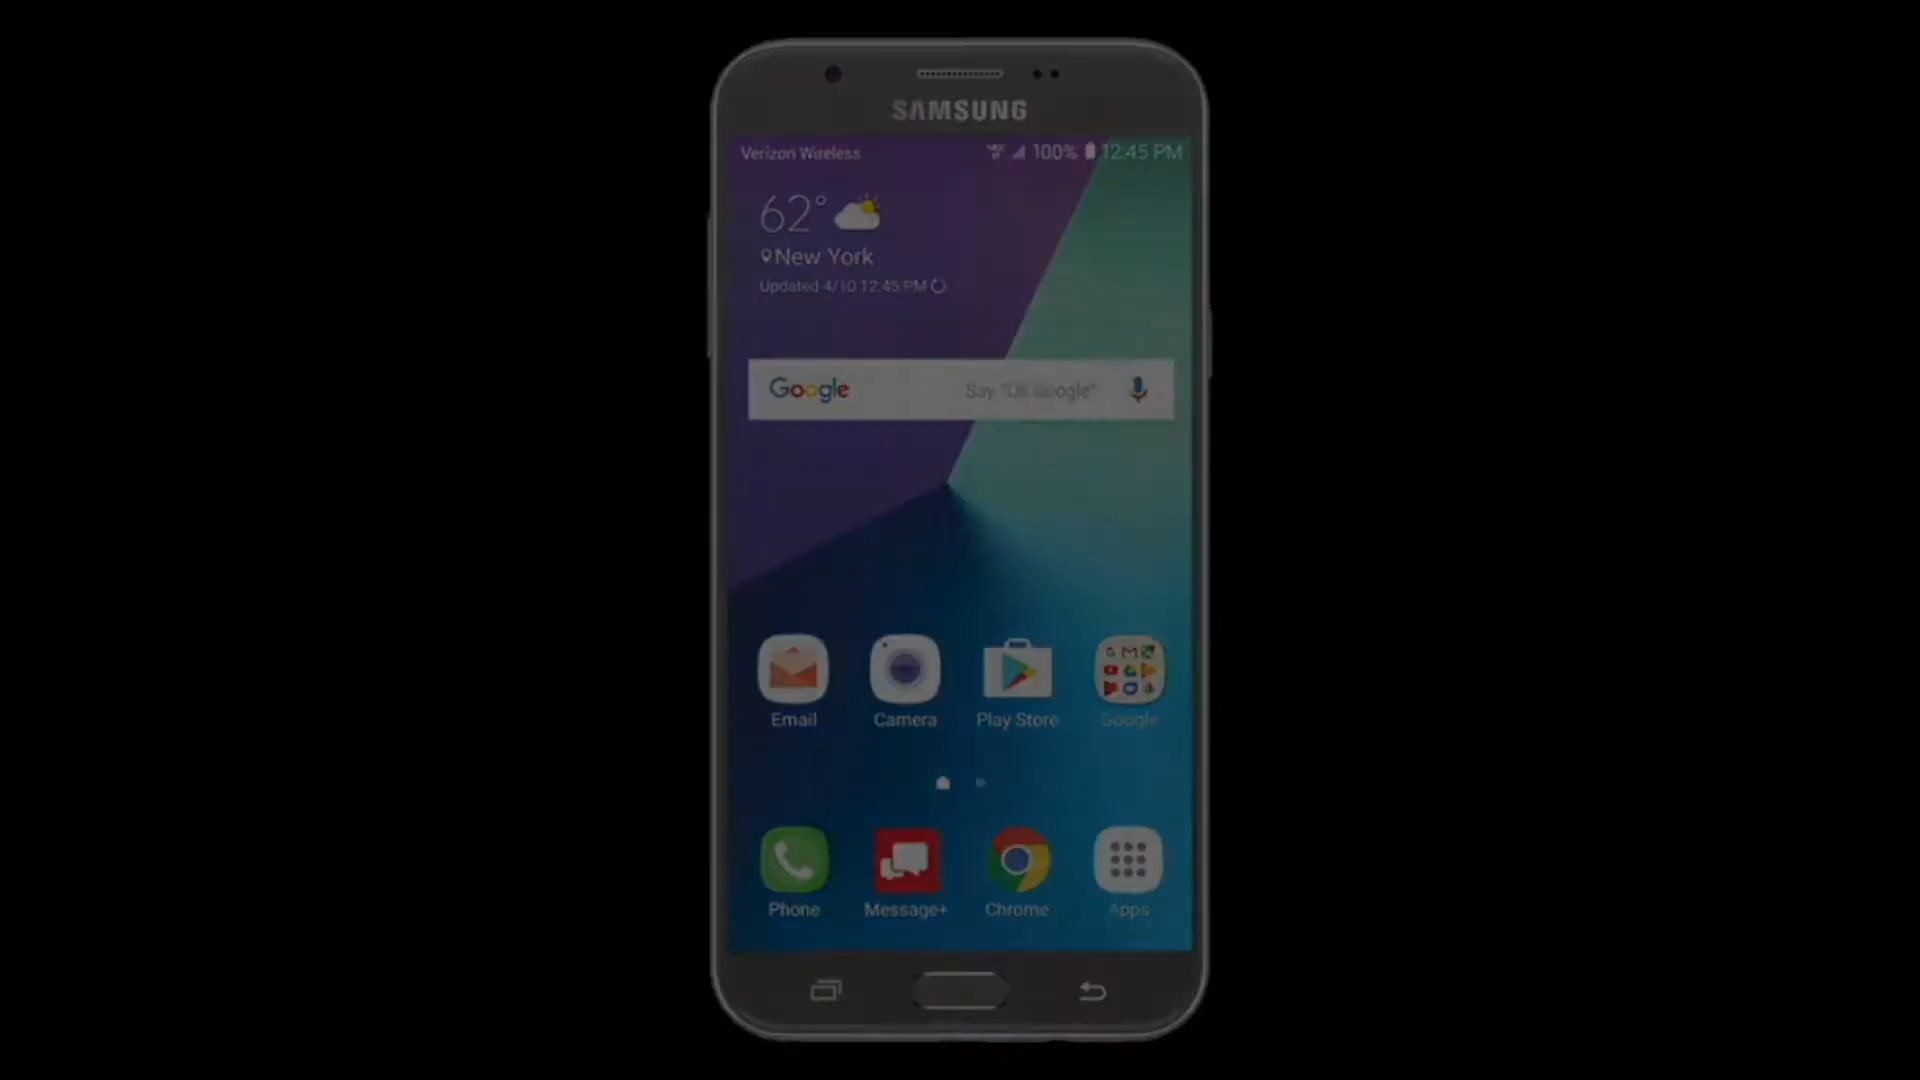 SAMSUNG
Verizon Wireless 100% 12:45 PM
62°
New York
Updated 4/10 12:45 PM
Google Say "Ok Google"
Email Camera Play Store Google
Phone Message+ Chrome Apps